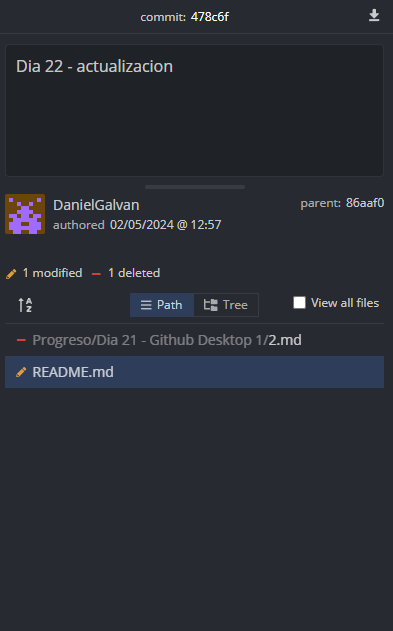 commit: 478c6f
Dia 22 - actualizacion
DanielGalvan
authored 02/05/2024 @ 12:57
parent: 86aaf0
1 modified 1 deleted
A Z
Path Tree View all files
Progreso/Dia 21 - Github Desktop 1/2.md
README.md